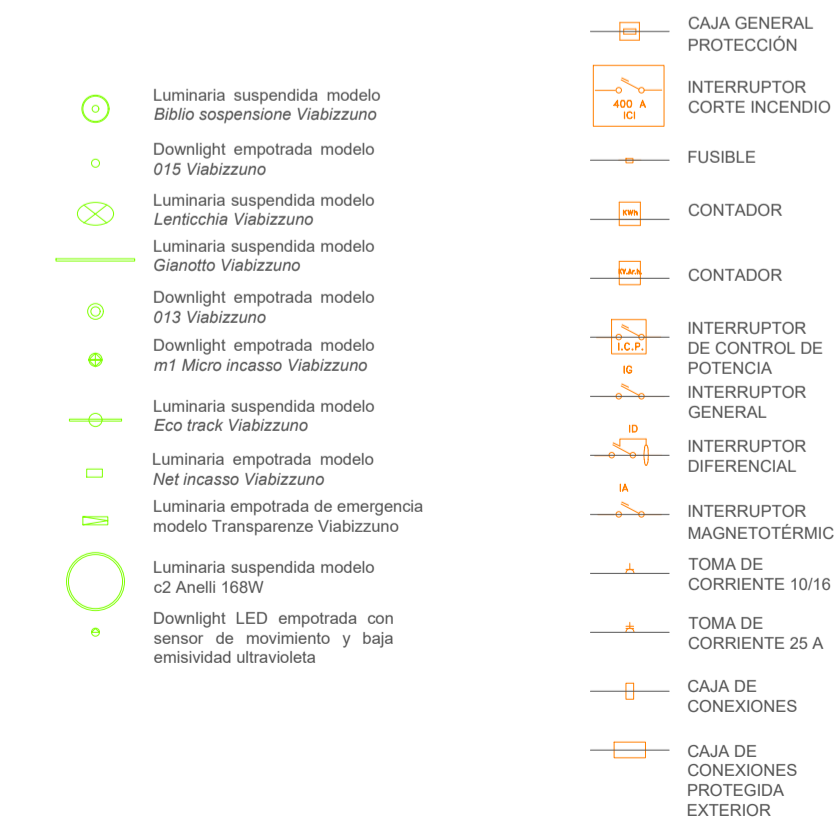 Luminaria suspendida modelo
Biblio sospensione Viabizzuno
Downlight empotrada modelo
015 Viabizzuno
Luminaria suspendida modelo
Lenticchia Viabizzuno
Luminaria suspendida modelo
Gianotto Viabizzuno
Downlight empotrada modelo
013 Viabizzuno
Downlight empotrada modelo
m1 Micro incasso Viabizzuno
Luminaria suspendida modelo
Eco track Viabizzuno
Luminaria empotrada modelo
Net incasso Viabizzuno
Luminaria empotrada de emergencia
modelo Transparenze Viabizzuno
Luminaria suspendida modelo
c2 Anelli 168W
Downlight LED empotrada con
sensor de movimiento y baja
emisividad ultravioleta
CAJA GENERAL
PROTECCIÓN
400 A
ICI
INTERRUPTOR
CORTE INCENDIO
FUSIBLE
KWh
CONTADOR
KV.Ar.h.
CONTADOR
I.C.P.
INTERRUPTOR
DE CONTROL DE
POTENCIA
IG
INTERRUPTOR
GENERAL
ID
INTERRUPTOR
DIFERENCIAL
IA
INTERRUPTOR
MAGNETOTÉRMIC
TOMA DE
CORRIENTE 10/16
TOMA DE
CORRIENTE 25 A
CAJA DE
CONEXIONES
CAJA DE
CONEXIONES
PROTEGIDA
EXTERIOR